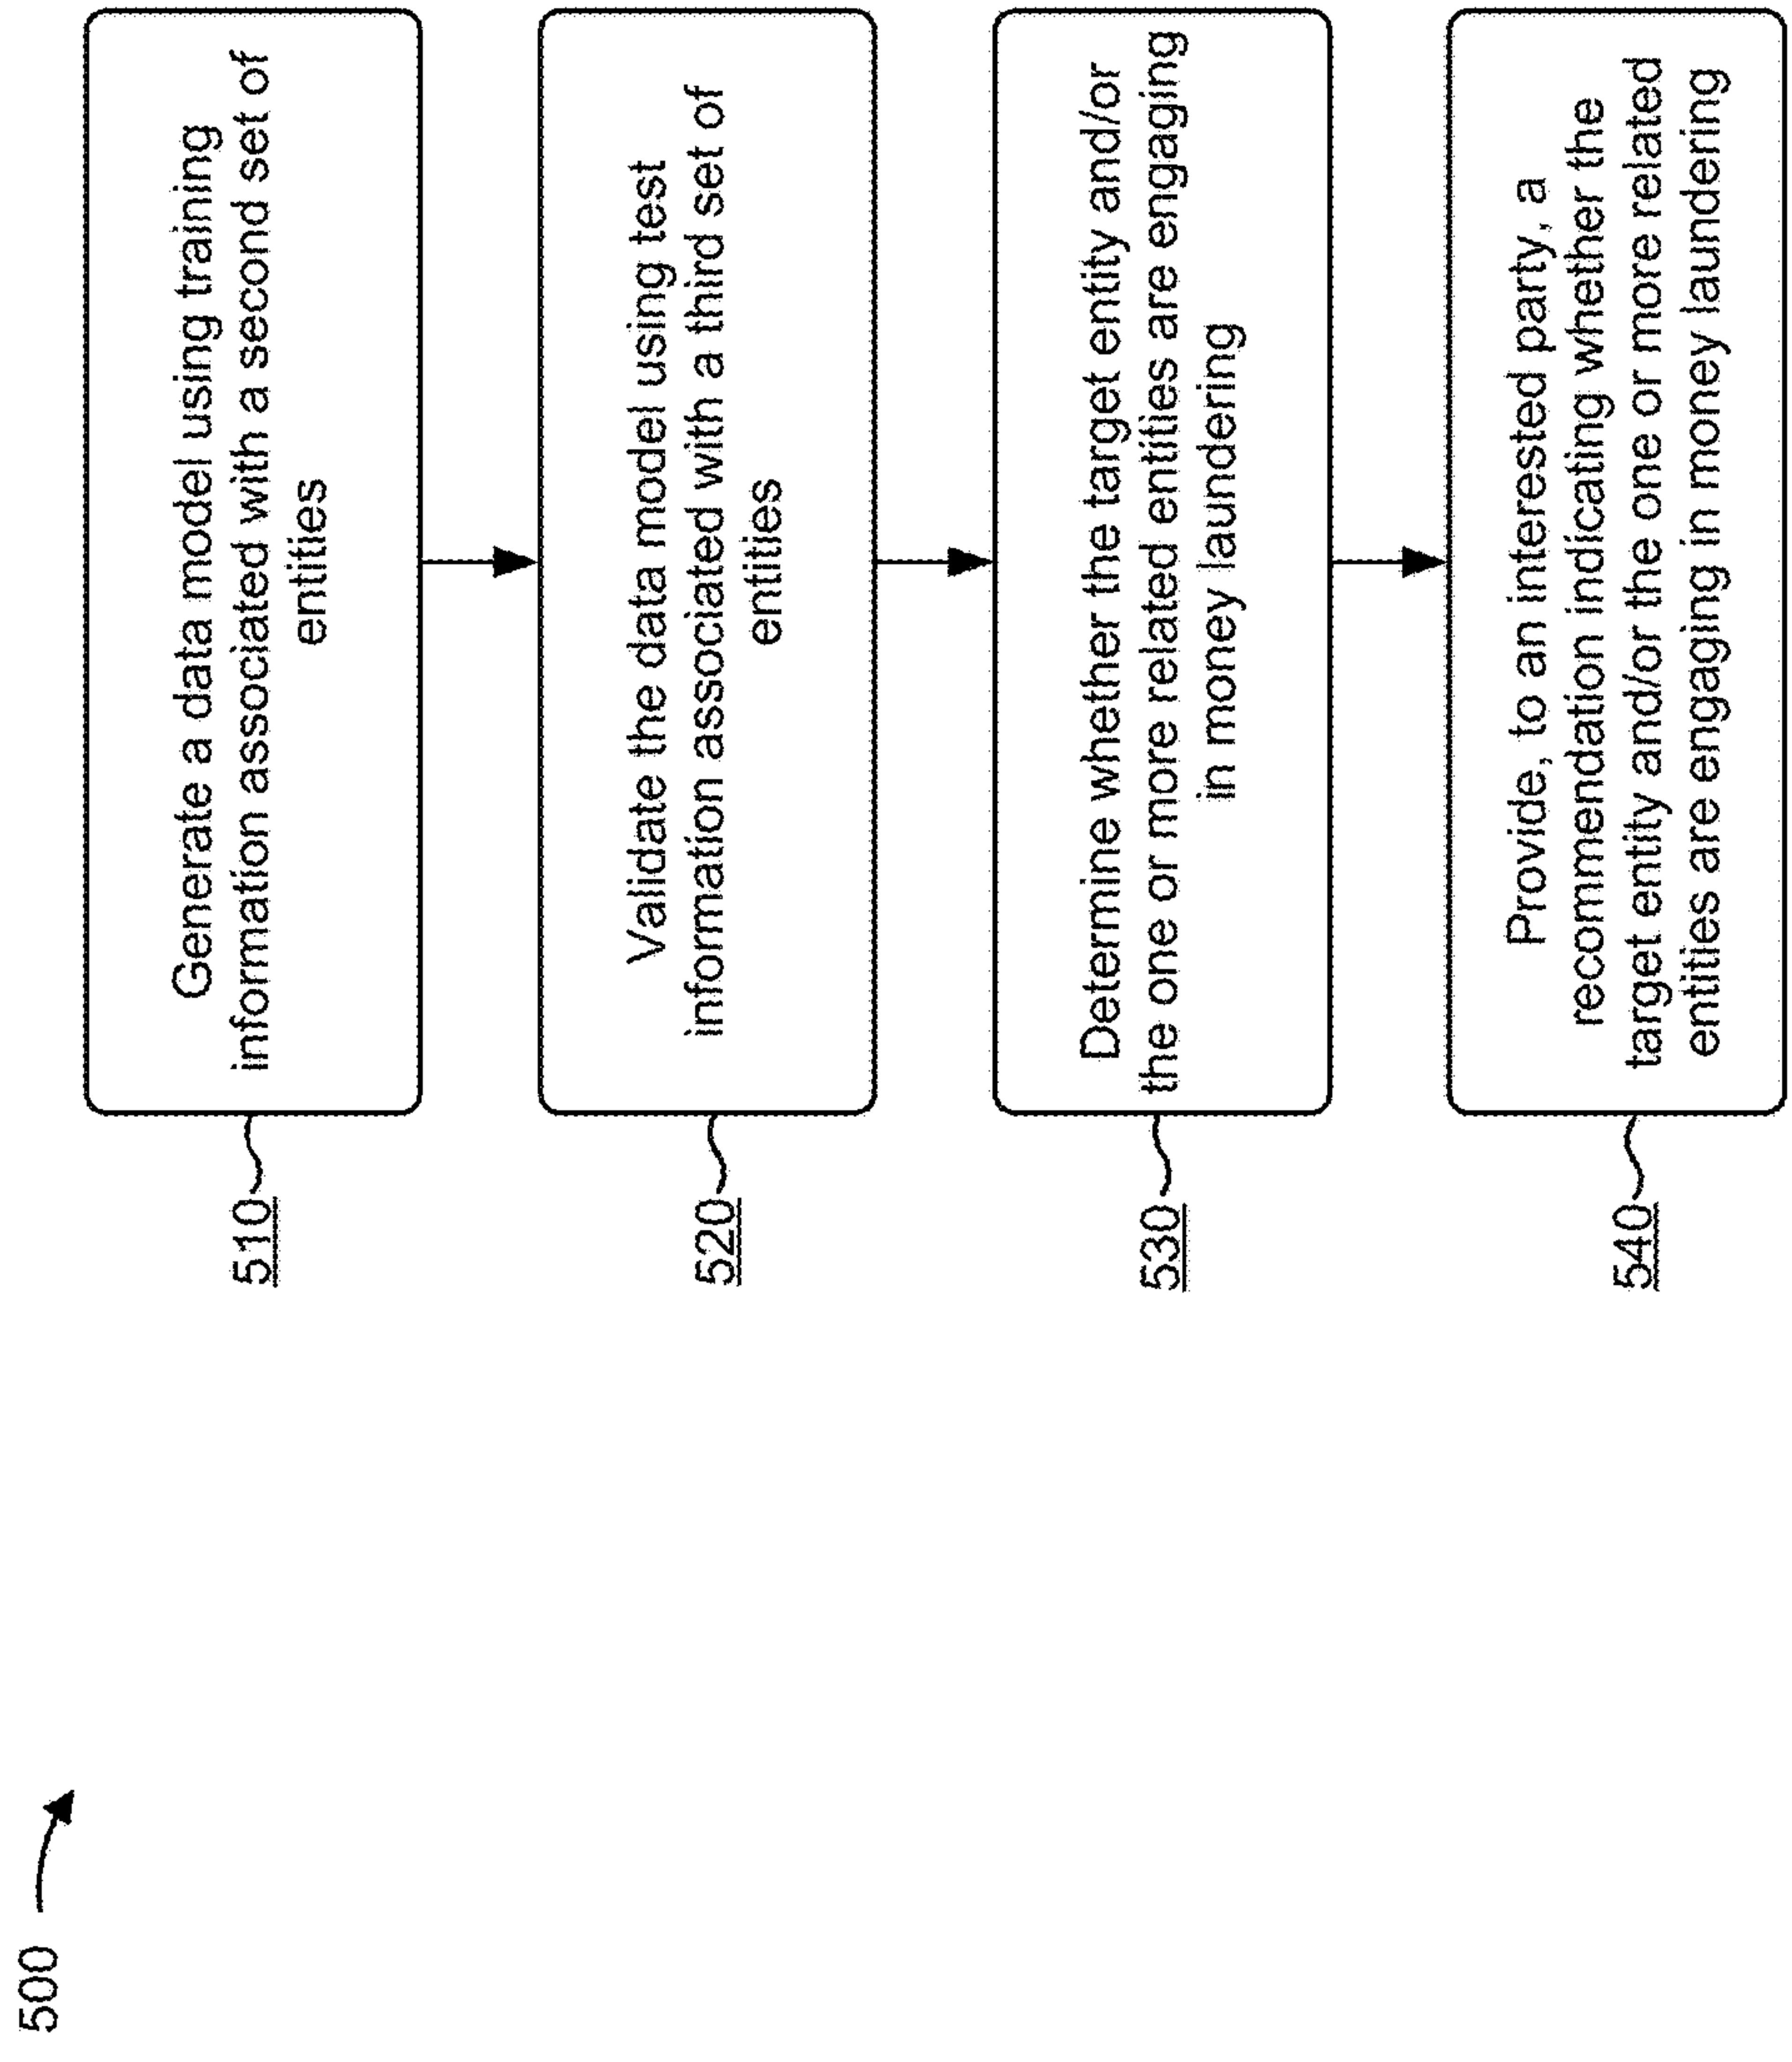 500
510
Generate a data model using training
information associated with a second set of
entities
520
Validate the data model using test
information associated with a third set of
entities
530
Determine whether the target entity and/or
the one or more related entities are engaging
in money laundering
540
Provide, to an interested party, a
recommendation indicating whether the
target entity and/or the one or more related
entities are engaging in money laundering